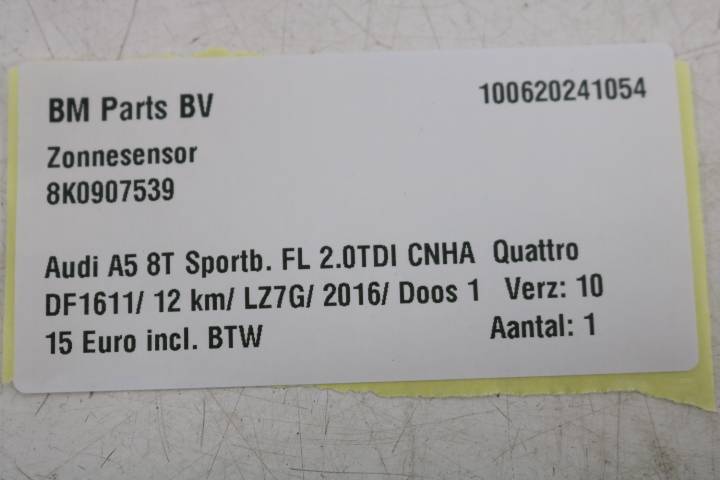 BM Parts BV 100620241054
Zonnesensor
8K0907539
Audi A5 8T Sportb. FL 2.0TDI CNHA Quattro
DF1611/ 12 km/ LZ7G/ 2016/ Doos 1 Verz: 10
15 Euro incl. BTW Aantal: 1